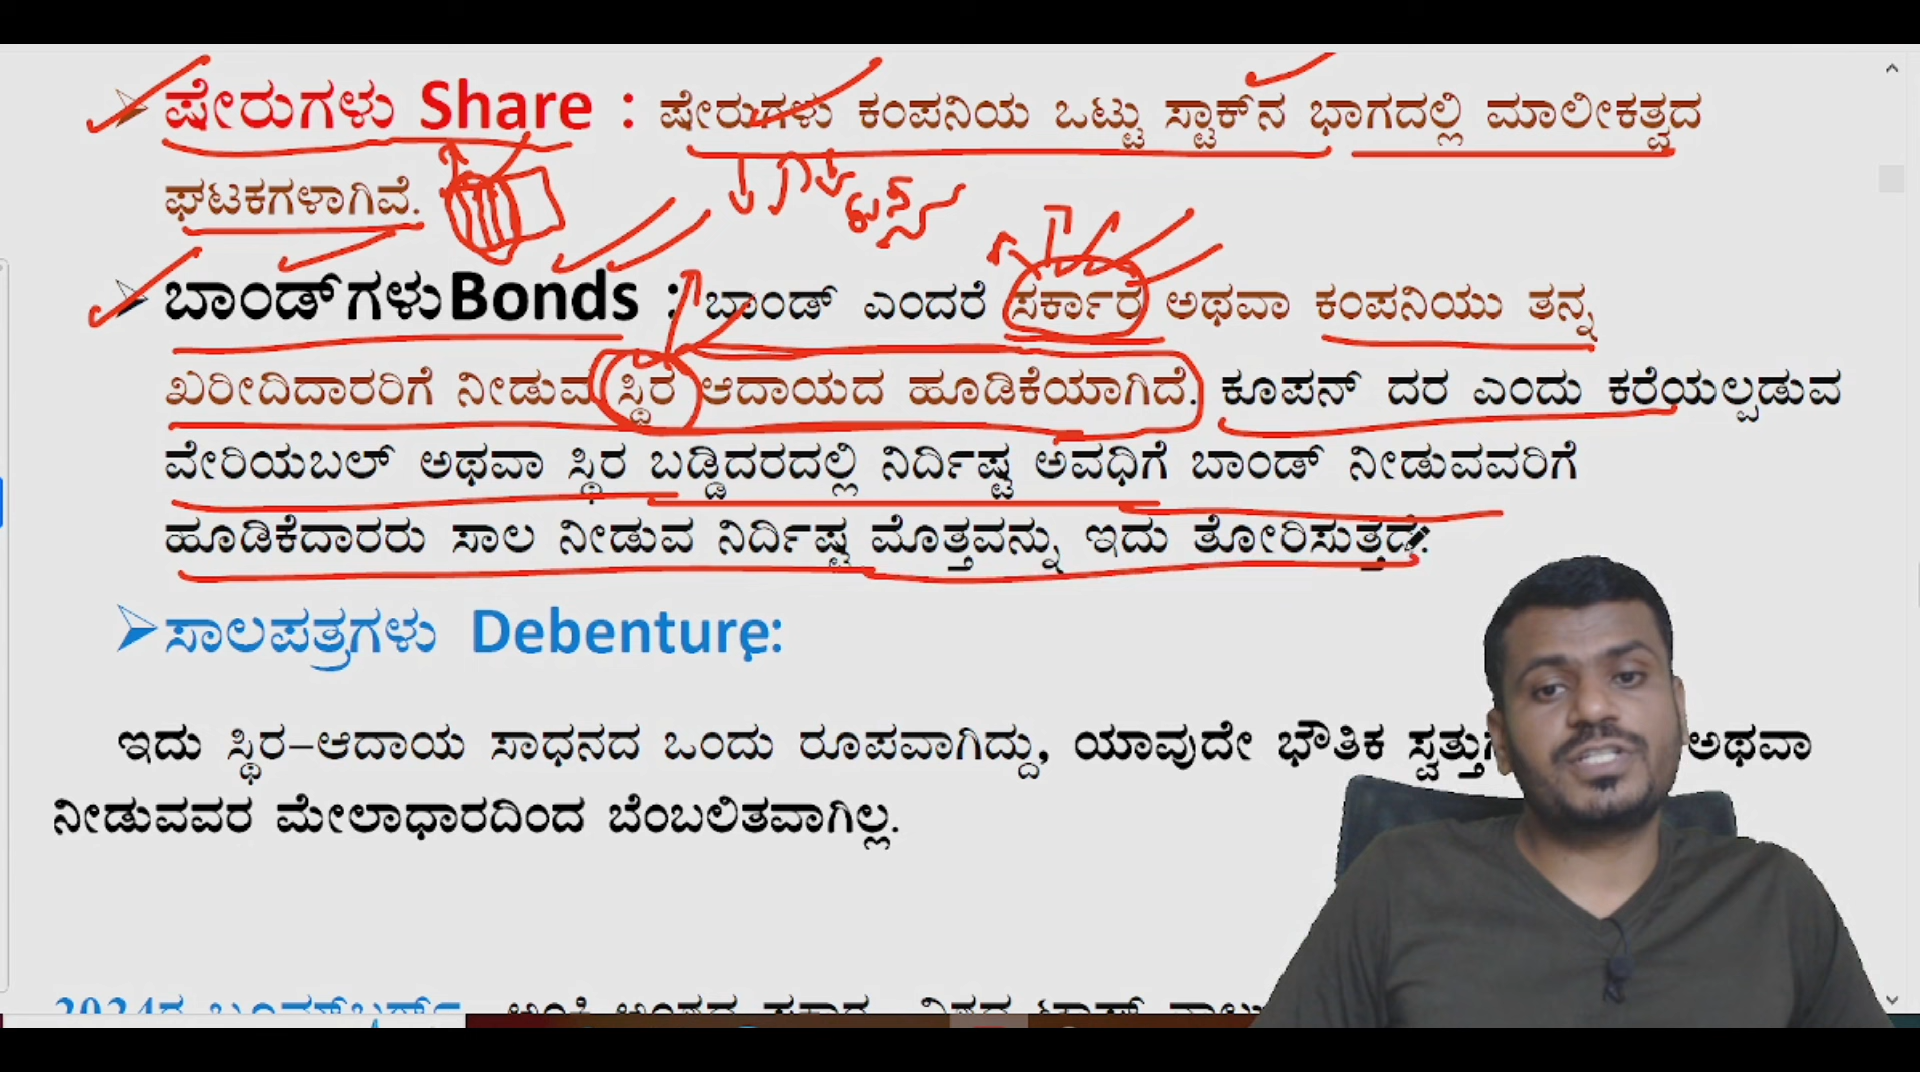 ಷೇರುಗಳು Share : ಷೇರುಗಳು ಕಂಪನಿಯ ಒಟ್ಟು ಸ್ಟಾಕ್‌ನ ಭಾಗದಲ್ಲಿ ಮಾಲೀಕತ್ವದ
ಘಟಕಗಳಾಗಿವೆ.
ಬಾಂಡ್‌ಗಳು Bonds : ಬಾಂಡ್ ಎಂದರೆ ಸರ್ಕಾರ ಅಥವಾ ಕಂಪನಿಯು ತನ್ನ
ಖರೀದಿದಾರರಿಗೆ ನೀಡುವ ಸ್ಥಿರ ಆದಾಯದ ಹೂಡಿಕೆಯಾಗಿದೆ. ಕೂಪನ್ ದರ ಎಂದು ಕರೆಯಲ್ಪಡುವ
ವೇರಿಯಬಲ್ ಅಥವಾ ಸ್ಥಿರ ಬಡ್ಡಿದರದಲ್ಲಿ ನಿರ್ದಿಷ್ಟ ಅವಧಿಗೆ ಬಾಂಡ್ ನೀಡುವವರಿಗೆ
ಹೂಡಿಕೆದಾರರು ಸಾಲ ನೀಡುವ ನಿರ್ದಿಷ್ಟ ಮೊತ್ತವನ್ನು ಇದು ತೋರಿಸುತ್ತದೆ.
ಸಾಲಪತ್ರಗಳು Debenture:
ಇದು ಸ್ಥಿರ-ಆದಾಯ ಸಾಧನದ ಒಂದು ರೂಪವಾಗಿದ್ದು, ಯಾವುದೇ ಭೌತಿಕ ಅಥವಾ
ನೀಡುವವರ ಮೇಲಾಧಾರದಿಂದ ಬೆಂಬಲಿತವಾಗಿಲ್ಲ.